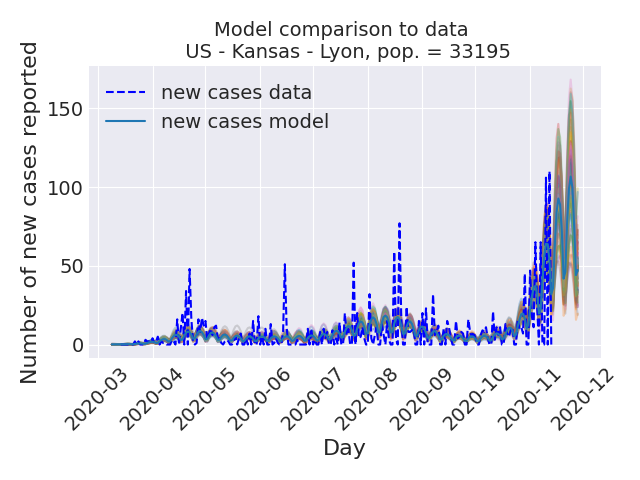 Model comparison to data
US - Kansas - Lyon, pop. = 33195
Number of new cases reported
150
100
50
0
new cases data
new cases model
2020-03
2020-04
2020-05
2020-06
2020-07
2020-08
2020-09
2020-10
2020-11
2020-12
Day